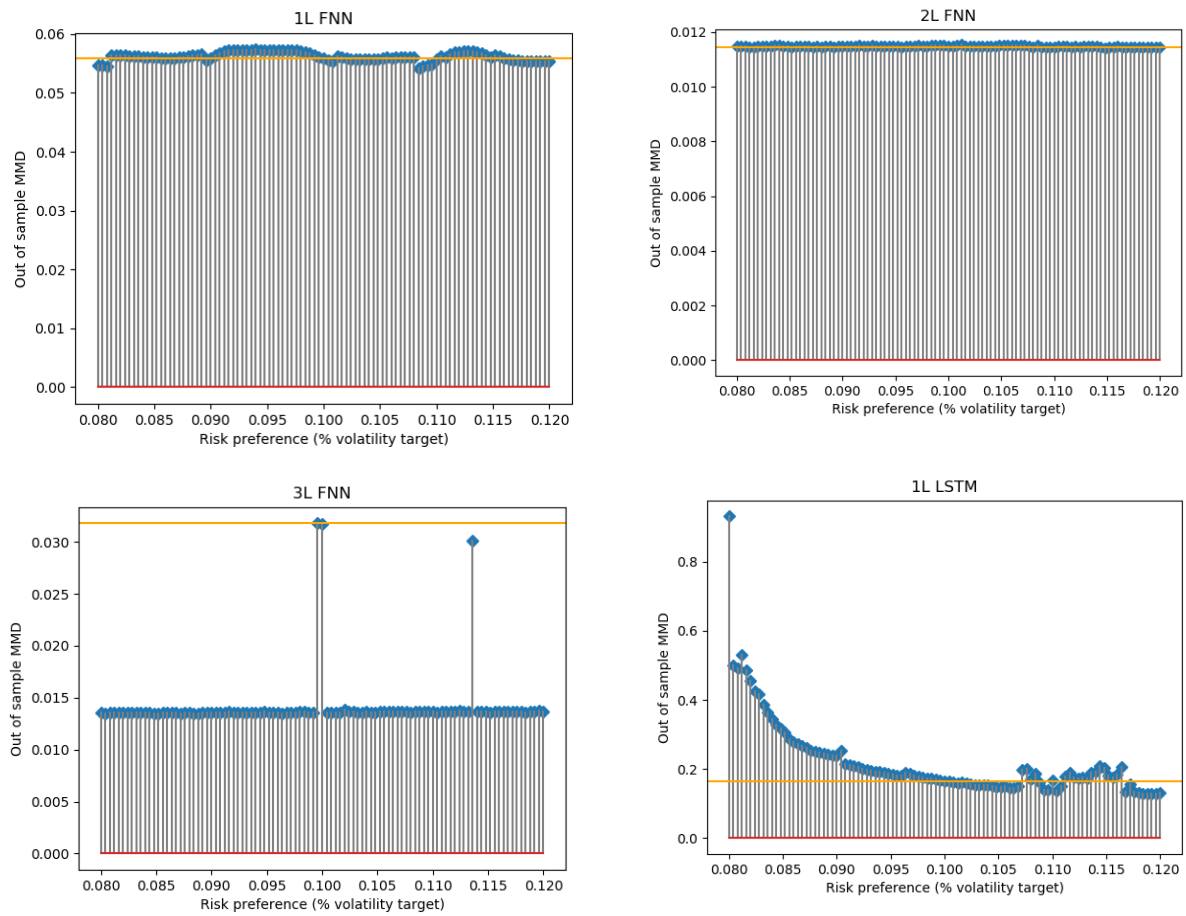 1L FNN
Out of sample MMD
0.06
0.05
0.04
0.03
0.02
0.01
0.00
0.080 0.085 0.090 0.095 0.100 0.105 0.110 0.115 0.120
Risk preference (% volatility target)
2L FNN
Out of sample MMD
0.012
0.010
0.008
0.006
0.004
0.002
0.000
0.080 0.085 0.090 0.095 0.100 0.105 0.110 0.115 0.120
Risk preference (% volatility target)
3L FNN
Out of sample MMD
0.030
0.025
0.020
0.015
0.010
0.005
0.000
0.080 0.085 0.090 0.095 0.100 0.105 0.110 0.115 0.120
Risk preference (% volatility target)
1L LSTM
Out of sample MMD
0.8
0.6
0.4
0.2
0.0
0.080 0.085 0.090 0.095 0.100 0.105 0.110 0.115 0.120
Risk preference (% volatility target)